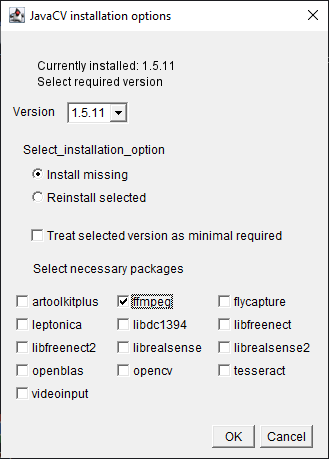 JavaCV installation options
Currently installed: 1.5.11
Select required version
Version 1.5.11
Select_installation_option
Install missing
Reinstall selected
Treat selected version as minimal required
Select necessary packages
artoolkitplus ffmpeg flycapture
leptonica libdc1394 libfreenect
libfreenect2 librealsense librealsense2
openblas opencv tesseract
videoinput
OK Cancel